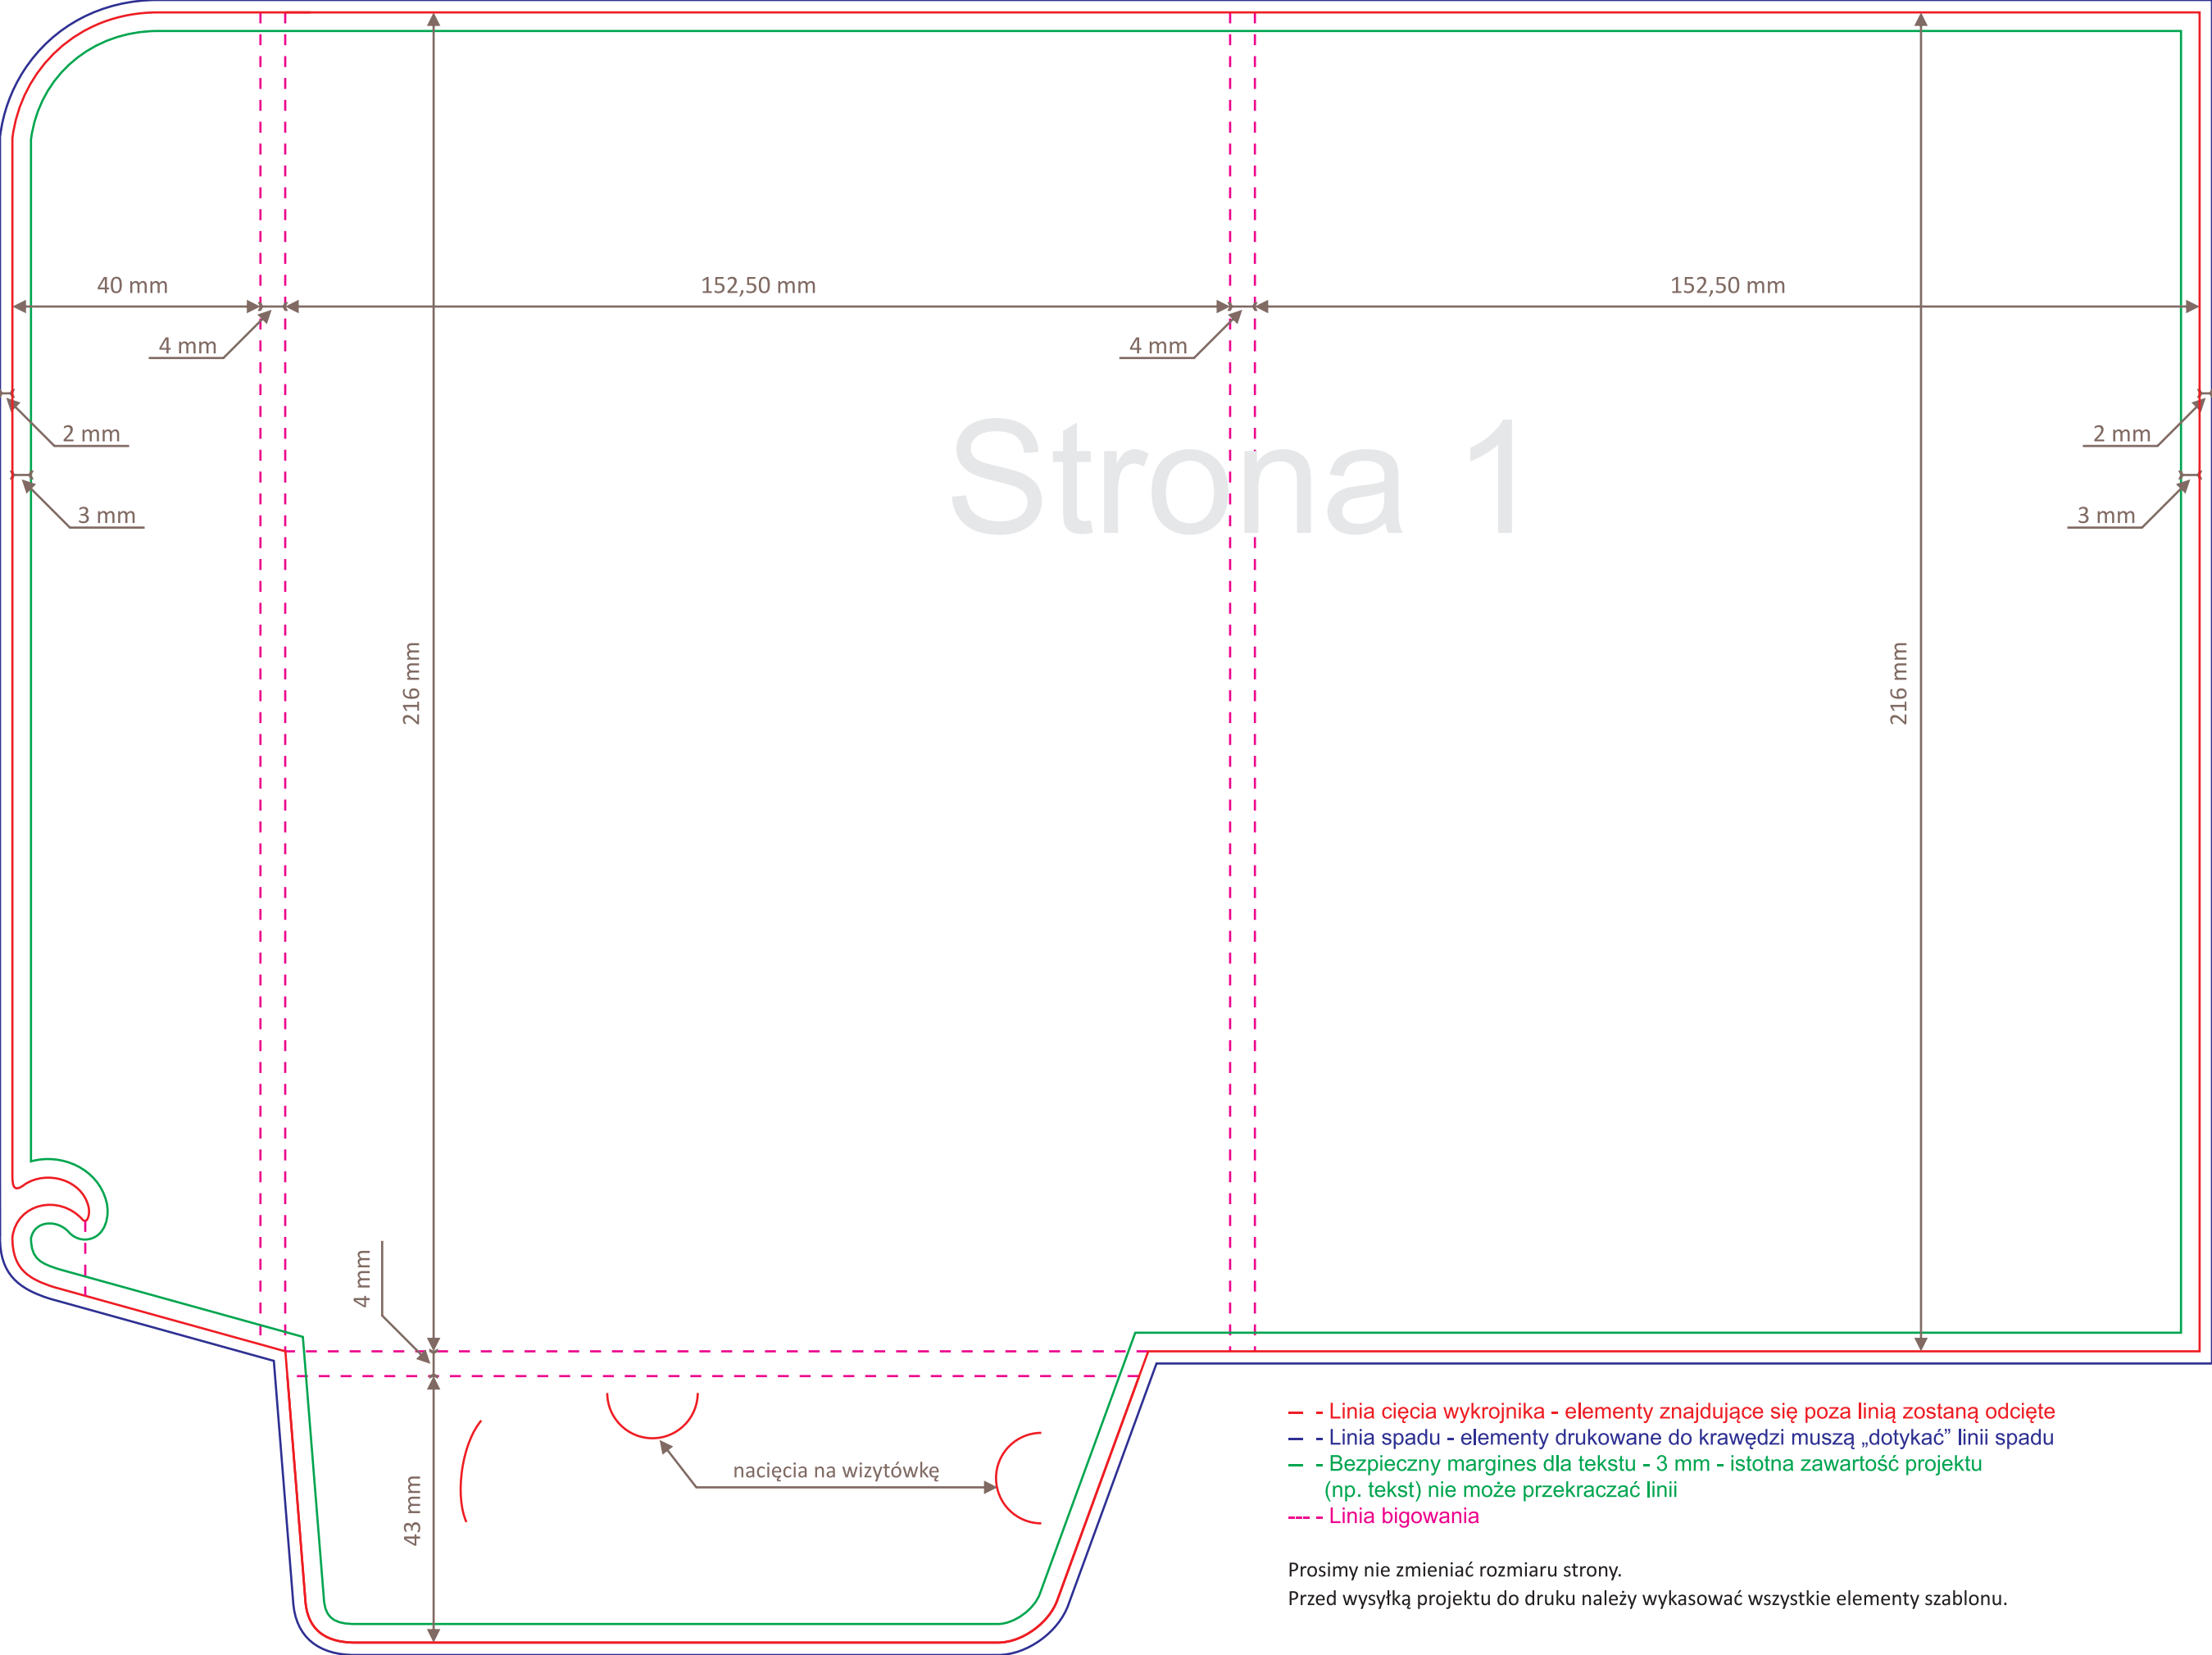 40 mm
152,50 mm
152,50 mm
4 mm
4 mm
Strona 1
2 mm
2 mm
3 mm
3 mm
216 mm
216 mm
4 mm
43 mm
nacięcia na wizytówkę
- Linia cięcia wykrojnika - elementy znajdujące się poza linią zostaną odcięte
- Linia spadu - elementy drukowane do krawędzi muszą „dotykać” linii spadu
- Bezpieczny margines dla tekstu - 3 mm - istotna zawartość projektu
(np. tekst) nie może przekraczać linii
- Linia bigowania
Prosimy nie zmieniać rozmiaru strony.
Przed wysyłką projektu do druku należy wykasować wszystkie elementy szablonu.